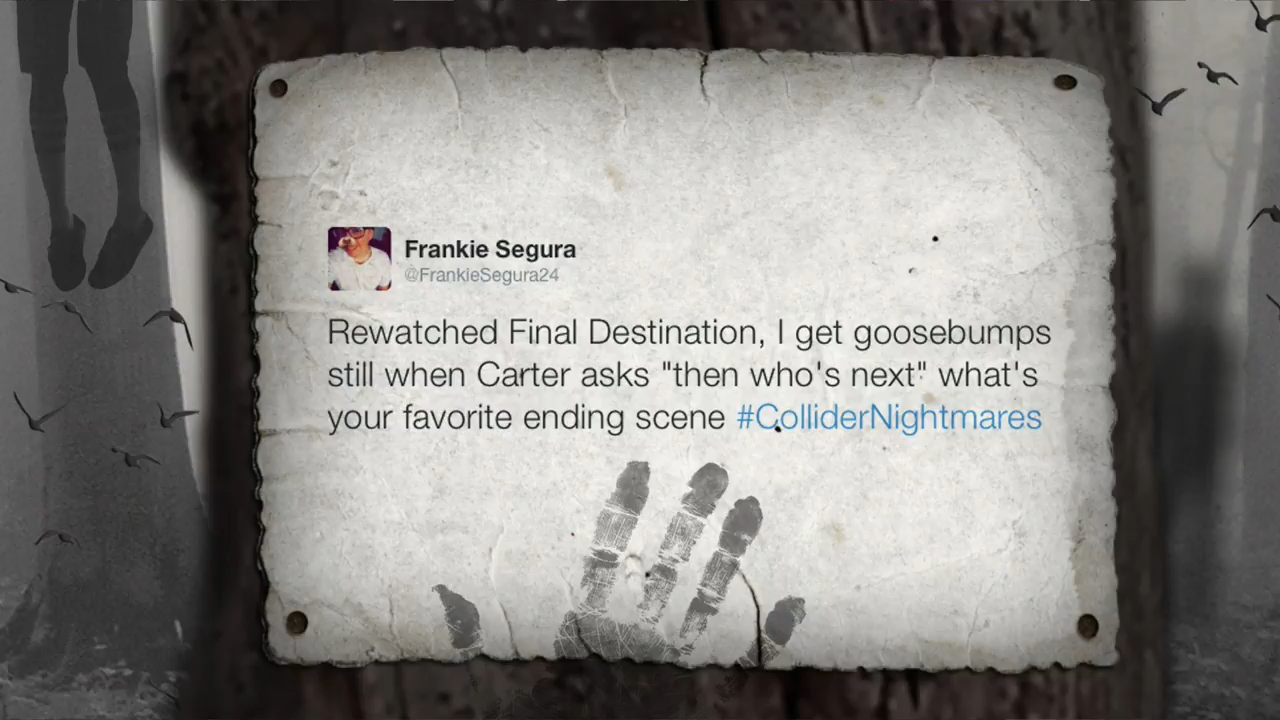 Frankie Segura
@FrankieSegura24
Rewatched Final Destination, I get goosebumps
still when Carter asks "then who's next" what's
your favorite ending scene #ColliderNightmares